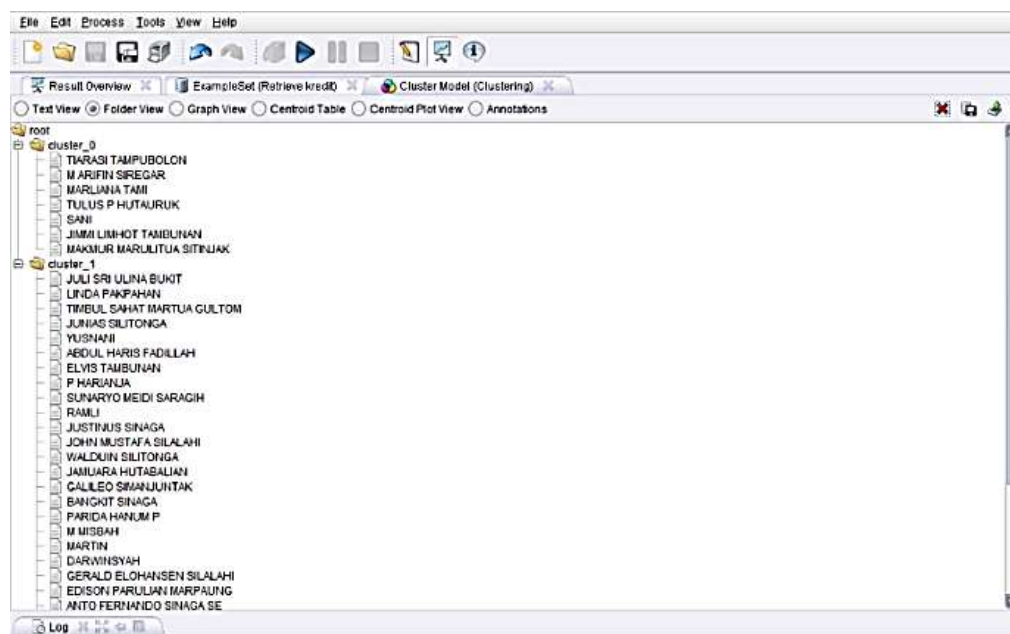 File Edit Process Tools View Help
Result Overview ExampleSet (Retrieve kredit) Cluster Model (Clustering)
Text View Folder View Graph View Centroid Table Centroid Plot View Annotations
root
cluster_0
TIARASI TAMPUBOLON
M ARIFIN SIREGAR
MARLIANA TAMI
TULUS P HUTAURUK
SANI
JIMMI LIMHOT TAMBUNAN
MAKMUR MARULITUA SITINJAK
cluster_1
JULI SRI ULINA BUKIT
LINDA PAKPAHAN
TIMBUL SAHAT MARTUA GULTOM
JUNIAS SILITONGA
YUSNANI
ABDUL HARIS FADILLAH
ELVIS TAMBUNAN
P HARIANJA
SUNARYO MEIDI SARAGIH
RAMLI
JUSTINUS SINAGA
JOHN MUSTAFA SILALAHI
WALDUIN SILITONGA
JAMUARA HUTABALIAN
GALILEO SIMANJUNTAK
BANGKIT SINAGA
PARIDA HANUM P
M MISBAH
MARTIN
DARWINSYAH
GERALD ELOHANSEN SILALAHI
EDISON PARULIAN MARPAUNG
ANTO FERNANDO SINAGA SE
Log